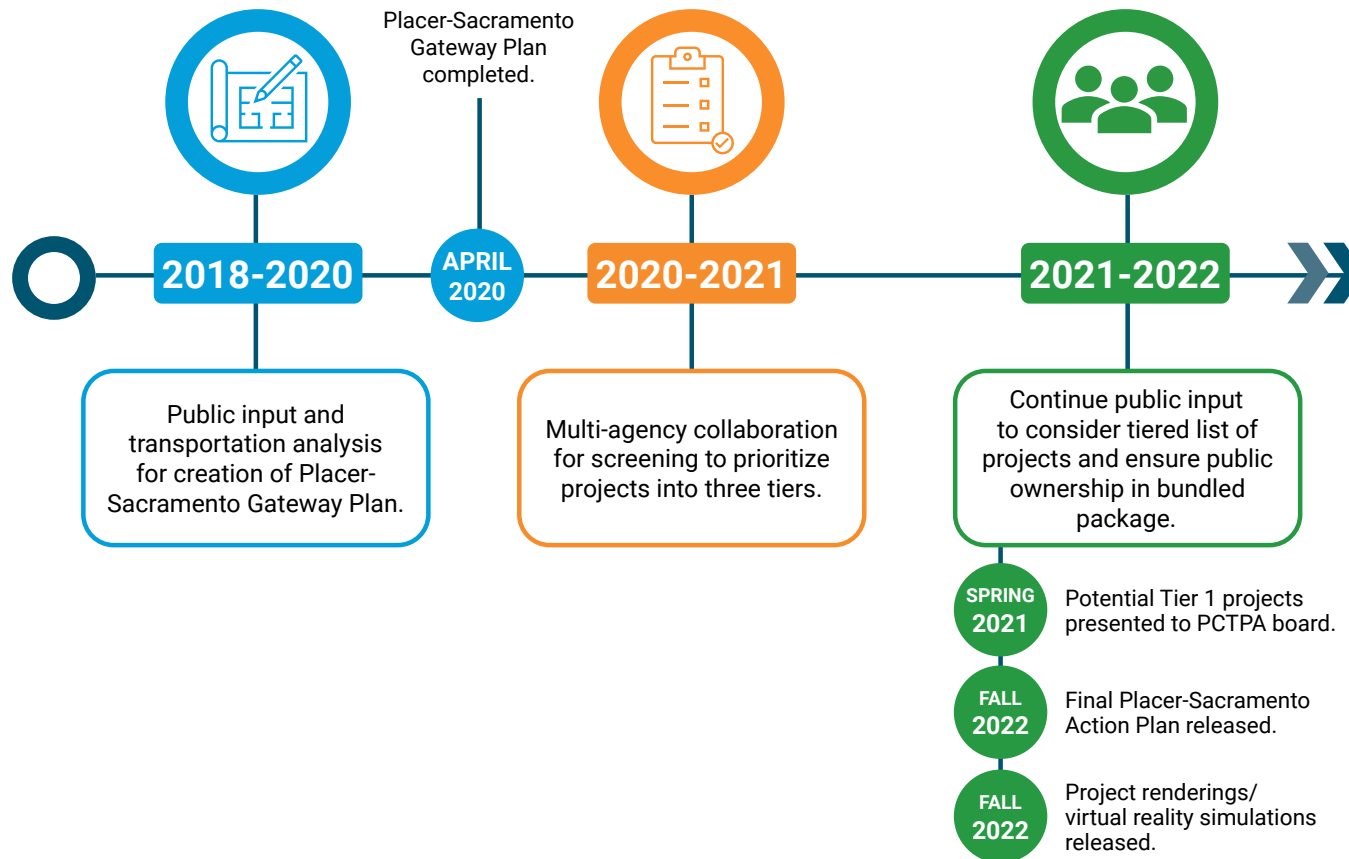 Placer-Sacramento
Gateway Plan
completed.
2018-2020
APRIL
2020
2020-2021
2021-2022
Public input and
transportation analysis
for creation of Placer-
Sacramento Gateway Plan.
Multi-agency collaboration
for screening to prioritize
projects into three tiers.
Continue public input
to consider tiered list of
projects and ensure public
ownership in bundled
package.
SPRING
2021
Potential Tier 1 projects
presented to PCTPA board.
FALL
2022
Final Placer-Sacramento
Action Plan released.
FALL
2022
Project renderings/
virtual reality simulations
released.